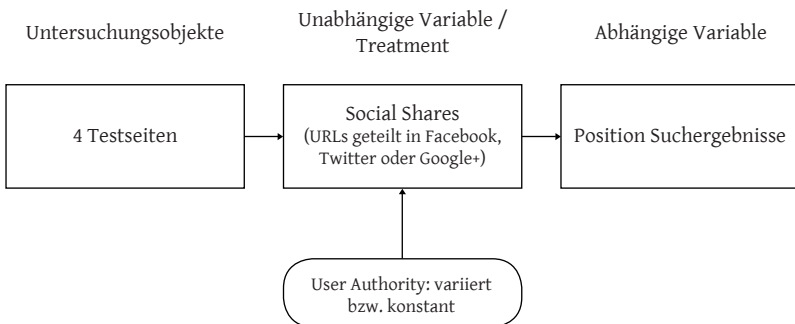 Untersuchungsobjekte
Unabhängige Variable /
Treatment
Abhängige Variable
4 Testseiten
Social Shares
(URLs geteilt in Facebook,
Twitter oder Google+)
Position Suchergebnisse
User Authority: variiert
bzw. konstant